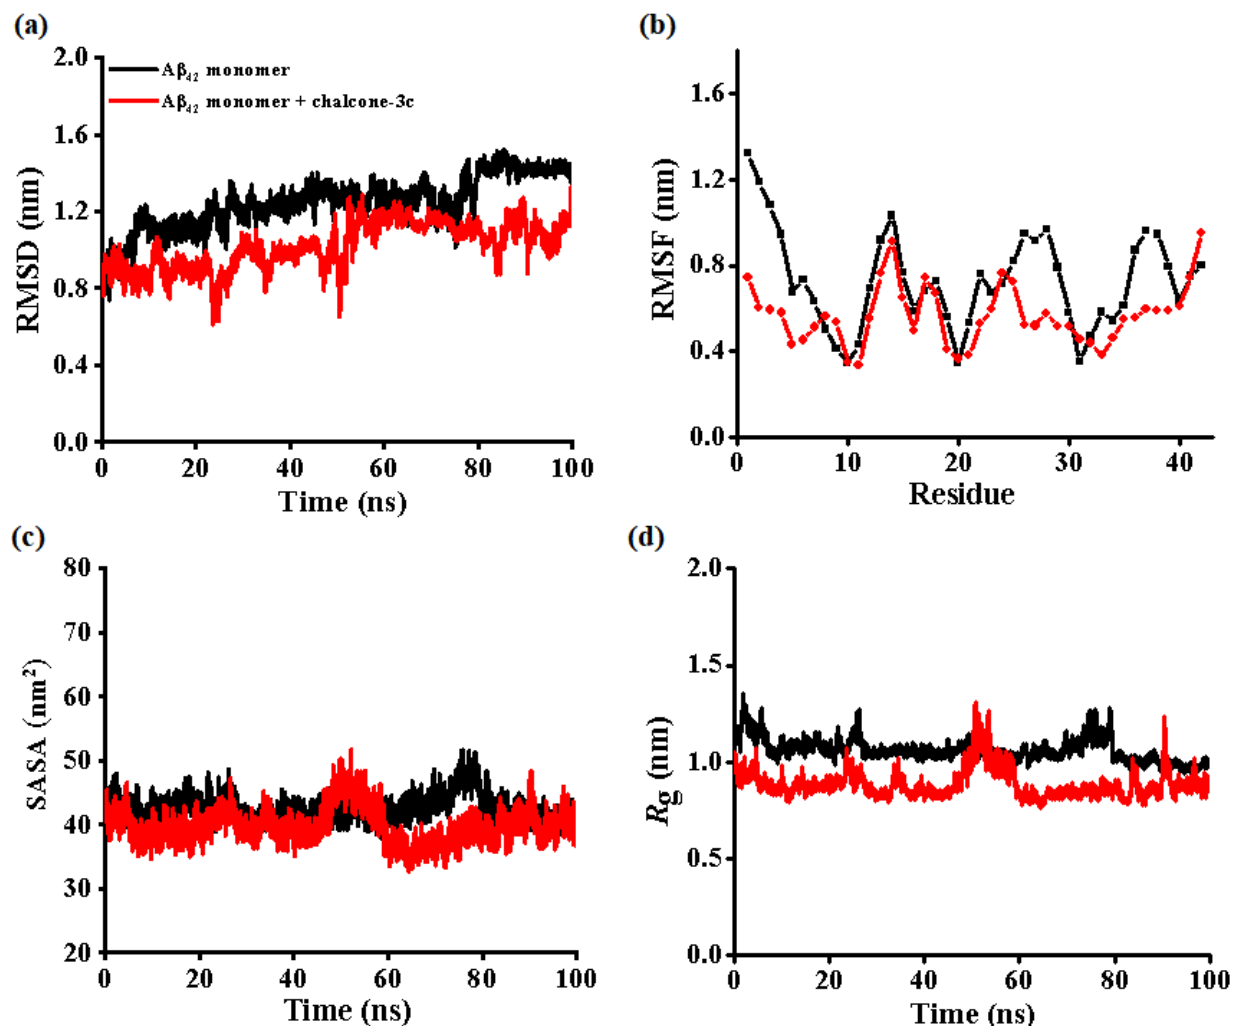 (a)
2.0
1.6
1.2
0.8
0.4
0.0
RMSD (nm)
Aβ₄₂ monomer
Aβ₄₂ monomer + chalcone-3c
0 20 40 60 80 100
Time (ns)
(b)
1.6
1.2
0.8
0.4
0.0
RMSF (nm)
0 10 20 30 40
Residue
(c)
80
70
60
50
40
30
20
SASA (nm²)
0 20 40 60 80 100
Time (ns)
(d)
2.0
1.5
1.0
0.5
0.0
Rg (nm)
0 20 40 60 80 100
Time (ns)